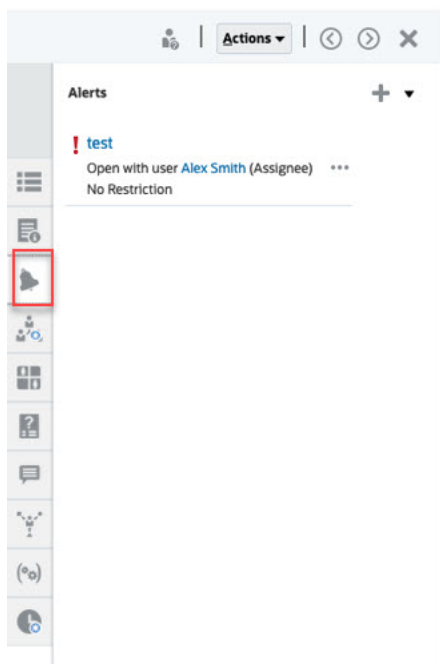 Actions
Alerts
test
Open with user Alex Smith (Assignee)
No Restriction